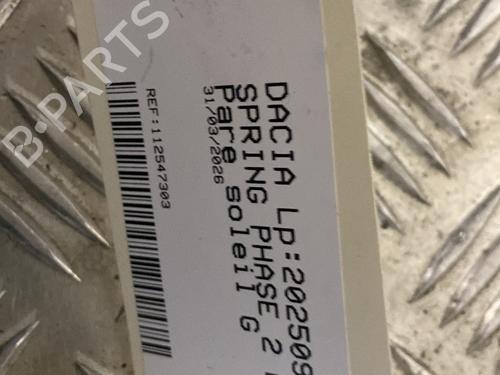 DACIA Lp:202509
SPRING PHASE 2
Pare soleil G
31/03/2026
REF:112547303
B-PARTS